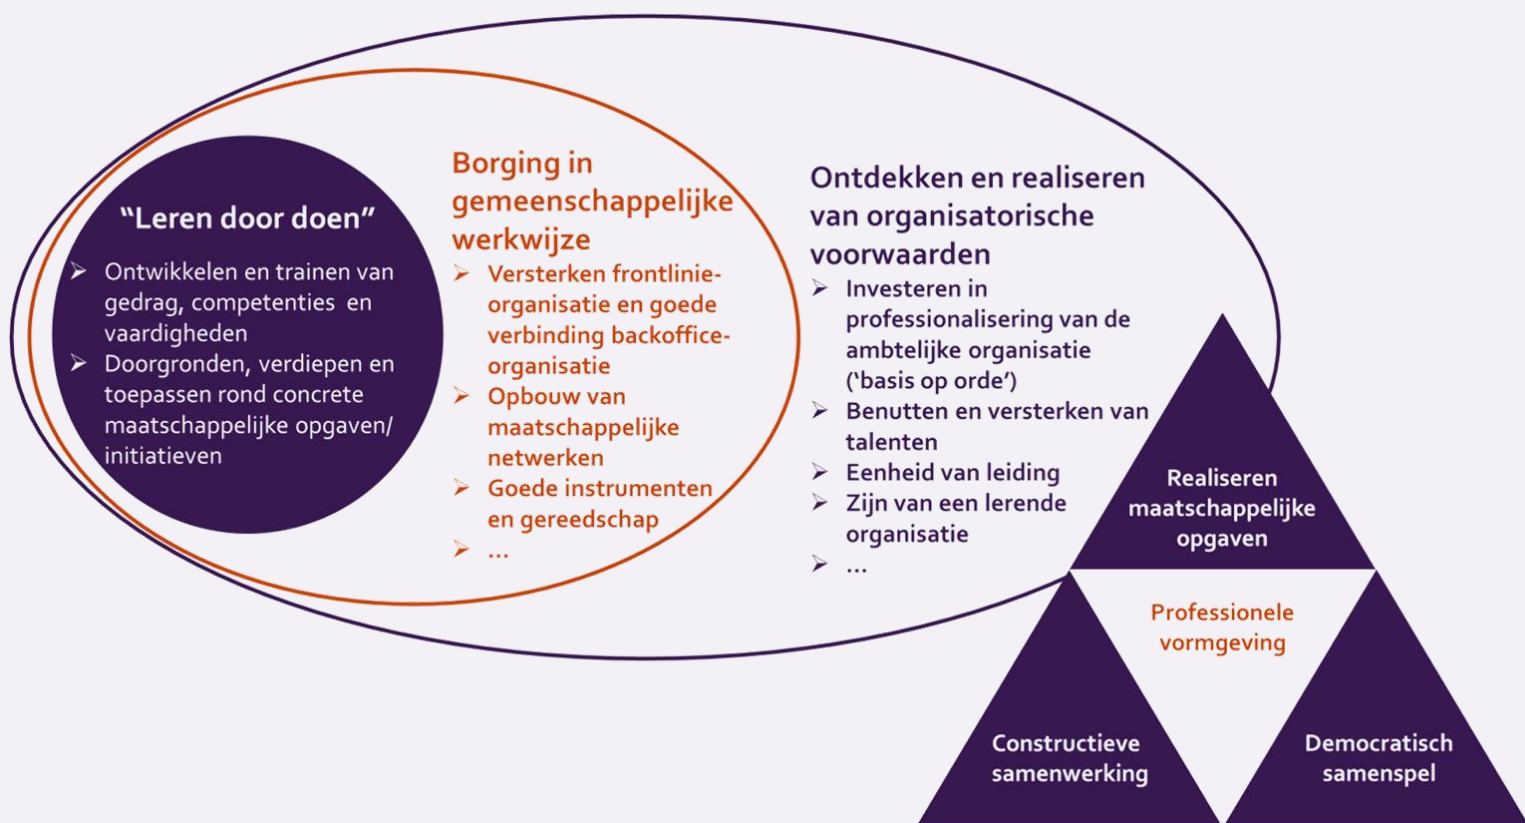 “Leren door doen”
➢ Ontwikkelen en trainen van
gedrag, competenties en
vaardigheden
➢ Doorgronden, verdiepen en
toepassen rond concrete
maatschappelijke opgaven/
initiatieven
Borging in
gemeenschappelijke
werkwijze
➢ Versterken frontlinie-
organisatie en goede
verbinding backoffice-
organisatie
➢ Opbouw van
maatschappelijke
netwerken
➢ Goede instrumenten
en gereedschap
➢ ...
Ontdekken en realiseren
van organisatorische
voorwaarden
➢ Investeren in
professionalisering van de
ambtelijke organisatie
(‘basis op orde’)
➢ Benutten en versterken van
talenten
➢ Eenheid van leiding
➢ Zijn van een lerende
organisatie
➢ ...
Realiseren
maatschappelijke
opgaven
Professionele
vormgeving
Constructieve
samenwerking
Democratisch
samenspel